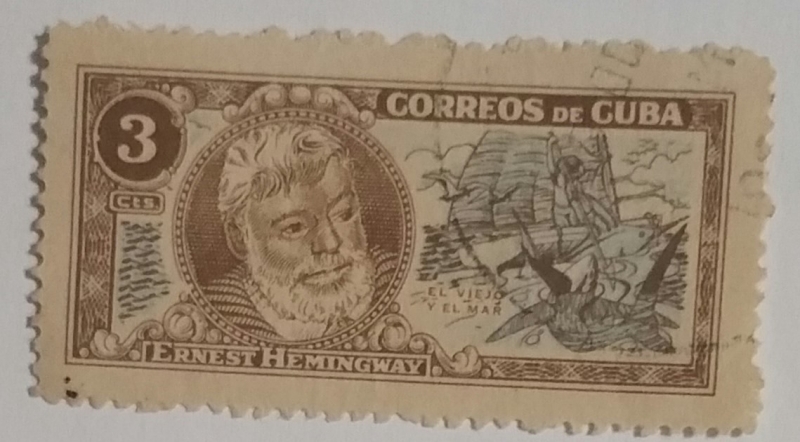 CORREOS DE CUBA
3
Cts.
EL VIEJO
Y EL MAR
ERNEST HEMINGWAY